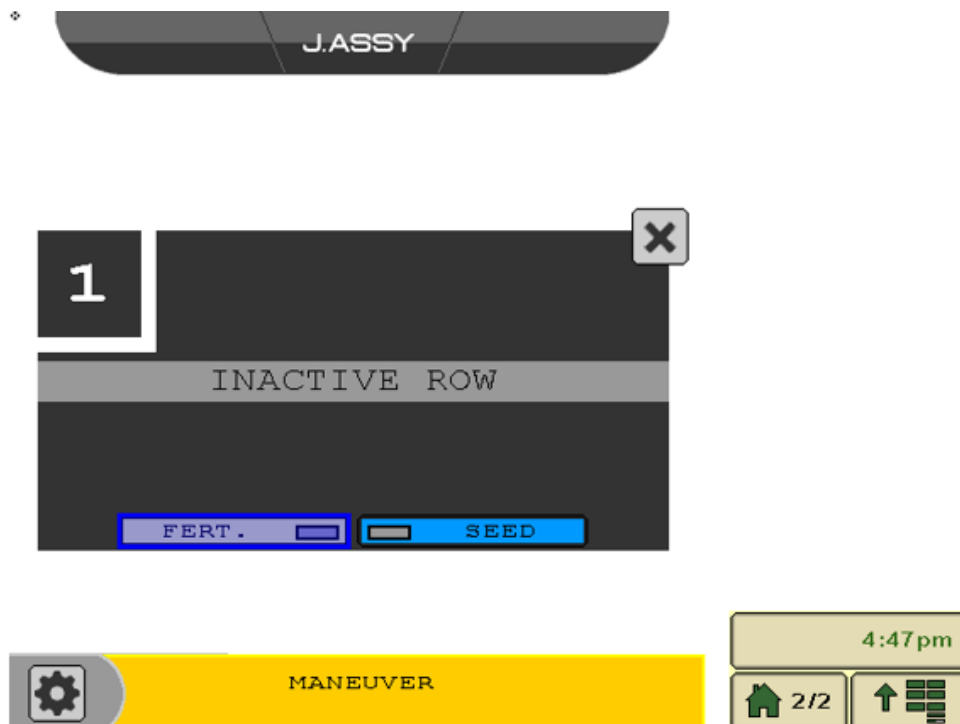 J.ASSY
1
INACTIVE ROW
FERT. SEED
MANEUVER
4:47pm
2/2